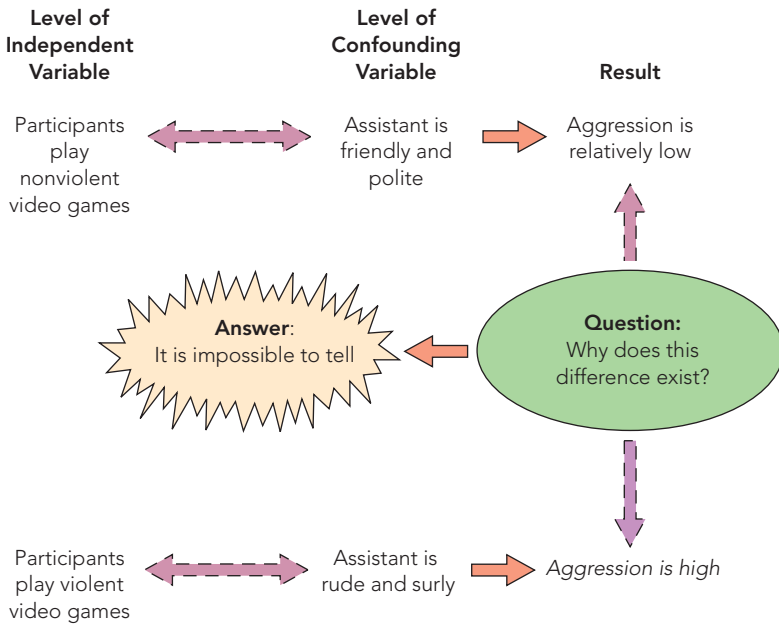 Level of
Independent
Variable
Level of
Confounding
Variable
Result
Participants
play
nonviolent
video games
Assistant is
friendly and
polite
Aggression is
relatively low
Answer:
It is impossible to tell
Question:
Why does this
difference exist?
Participants
play violent
video games
Assistant is
rude and surly
Aggression is high